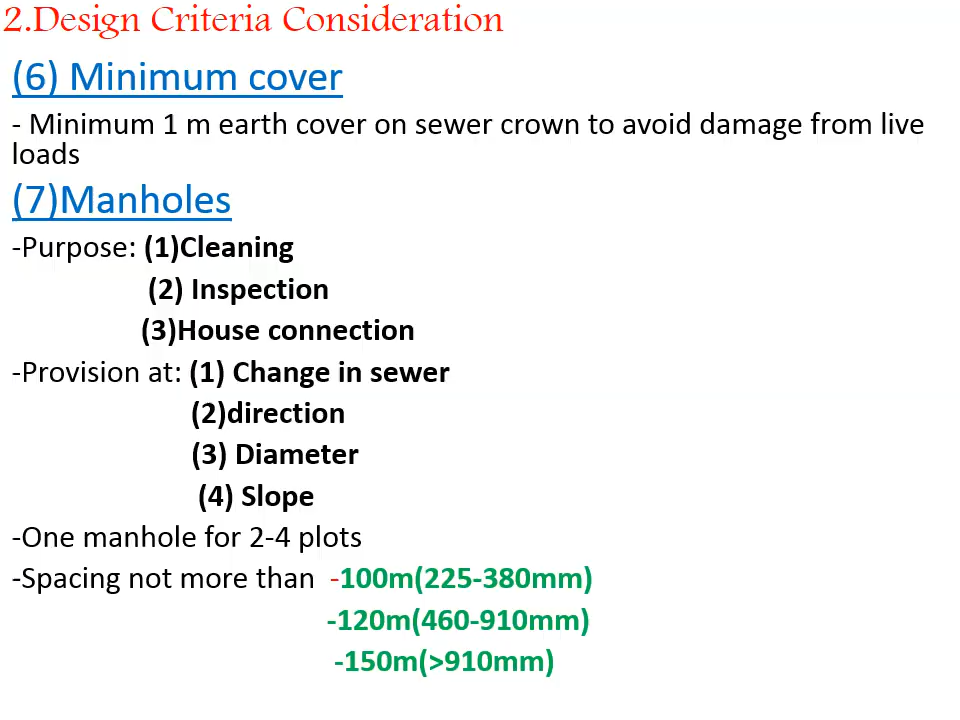 2.Design Criteria Consideration
(6) Minimum cover
- Minimum 1 m earth cover on sewer crown to avoid damage from live
loads
(7)Manholes
-Purpose: (1)Cleaning
(2) Inspection
(3)House connection
-Provision at: (1) Change in sewer
(2)direction
(3) Diameter
(4) Slope
-One manhole for 2-4 plots
-Spacing not more than -100m(225-380mm)
-120m(460-910mm)
-150m(>910mm)